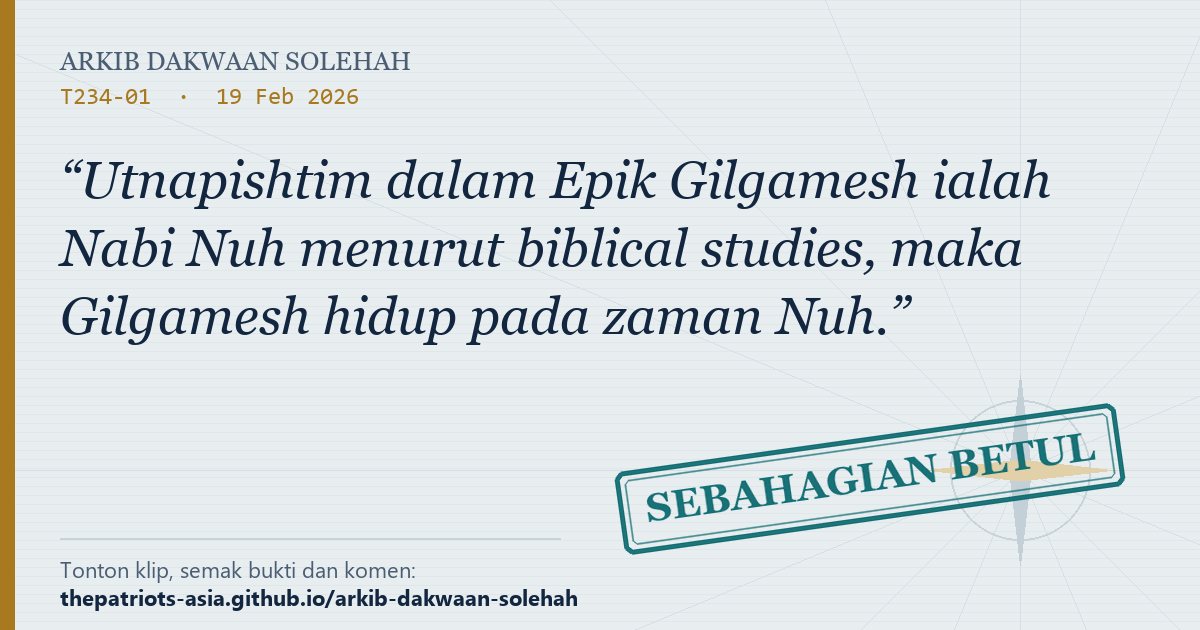 ARKIB DAKWAAN SOLEHAH
T234-01 · 19 Feb 2026
“Utnapishtim dalam Epik Gilgamesh ialah
Nabi Nuh menurut biblical studies, maka
Gilgamesh hidup pada zaman Nuh.”
SEBAHAGIAN BETUL
Tonton klip, semak bukti dan komen:
thepatriots-asia.github.io/arkib-dakwaan-solehah